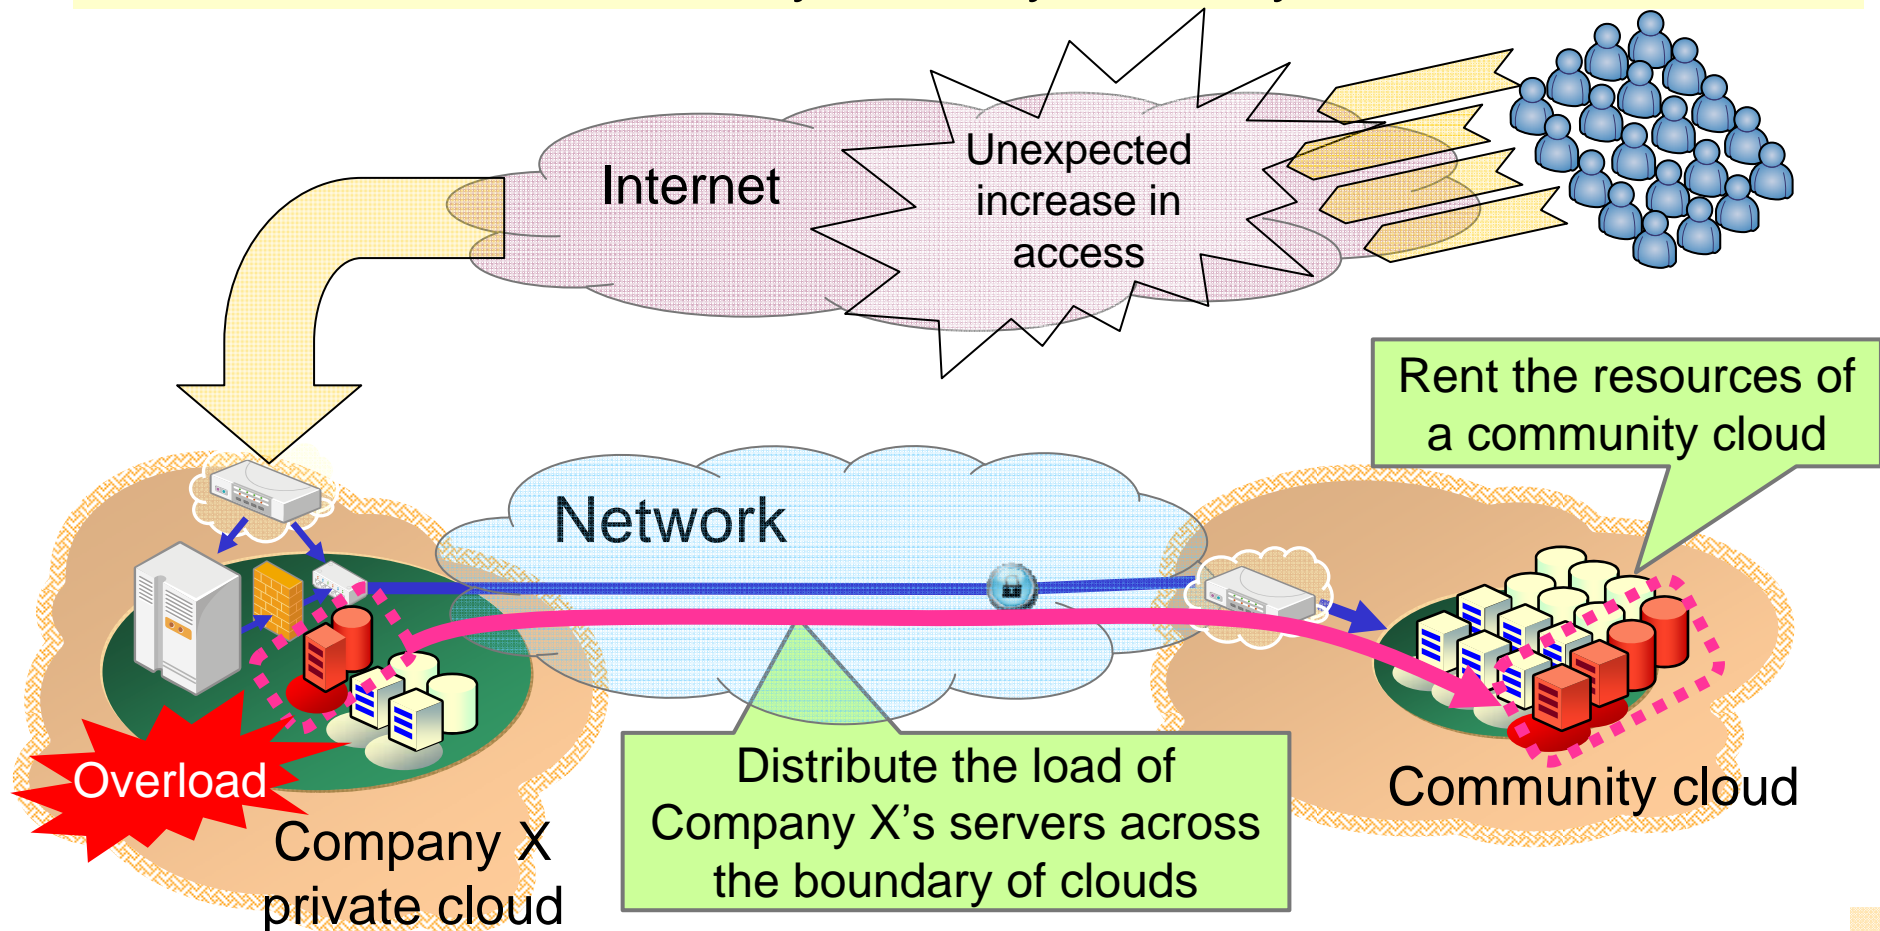 Internet
Unexpected
increase in
access
Rent the resources of
a community cloud
Network
Overload
Company X
private cloud
Distribute the load of
Company X's servers across
the boundary of clouds
Community cloud